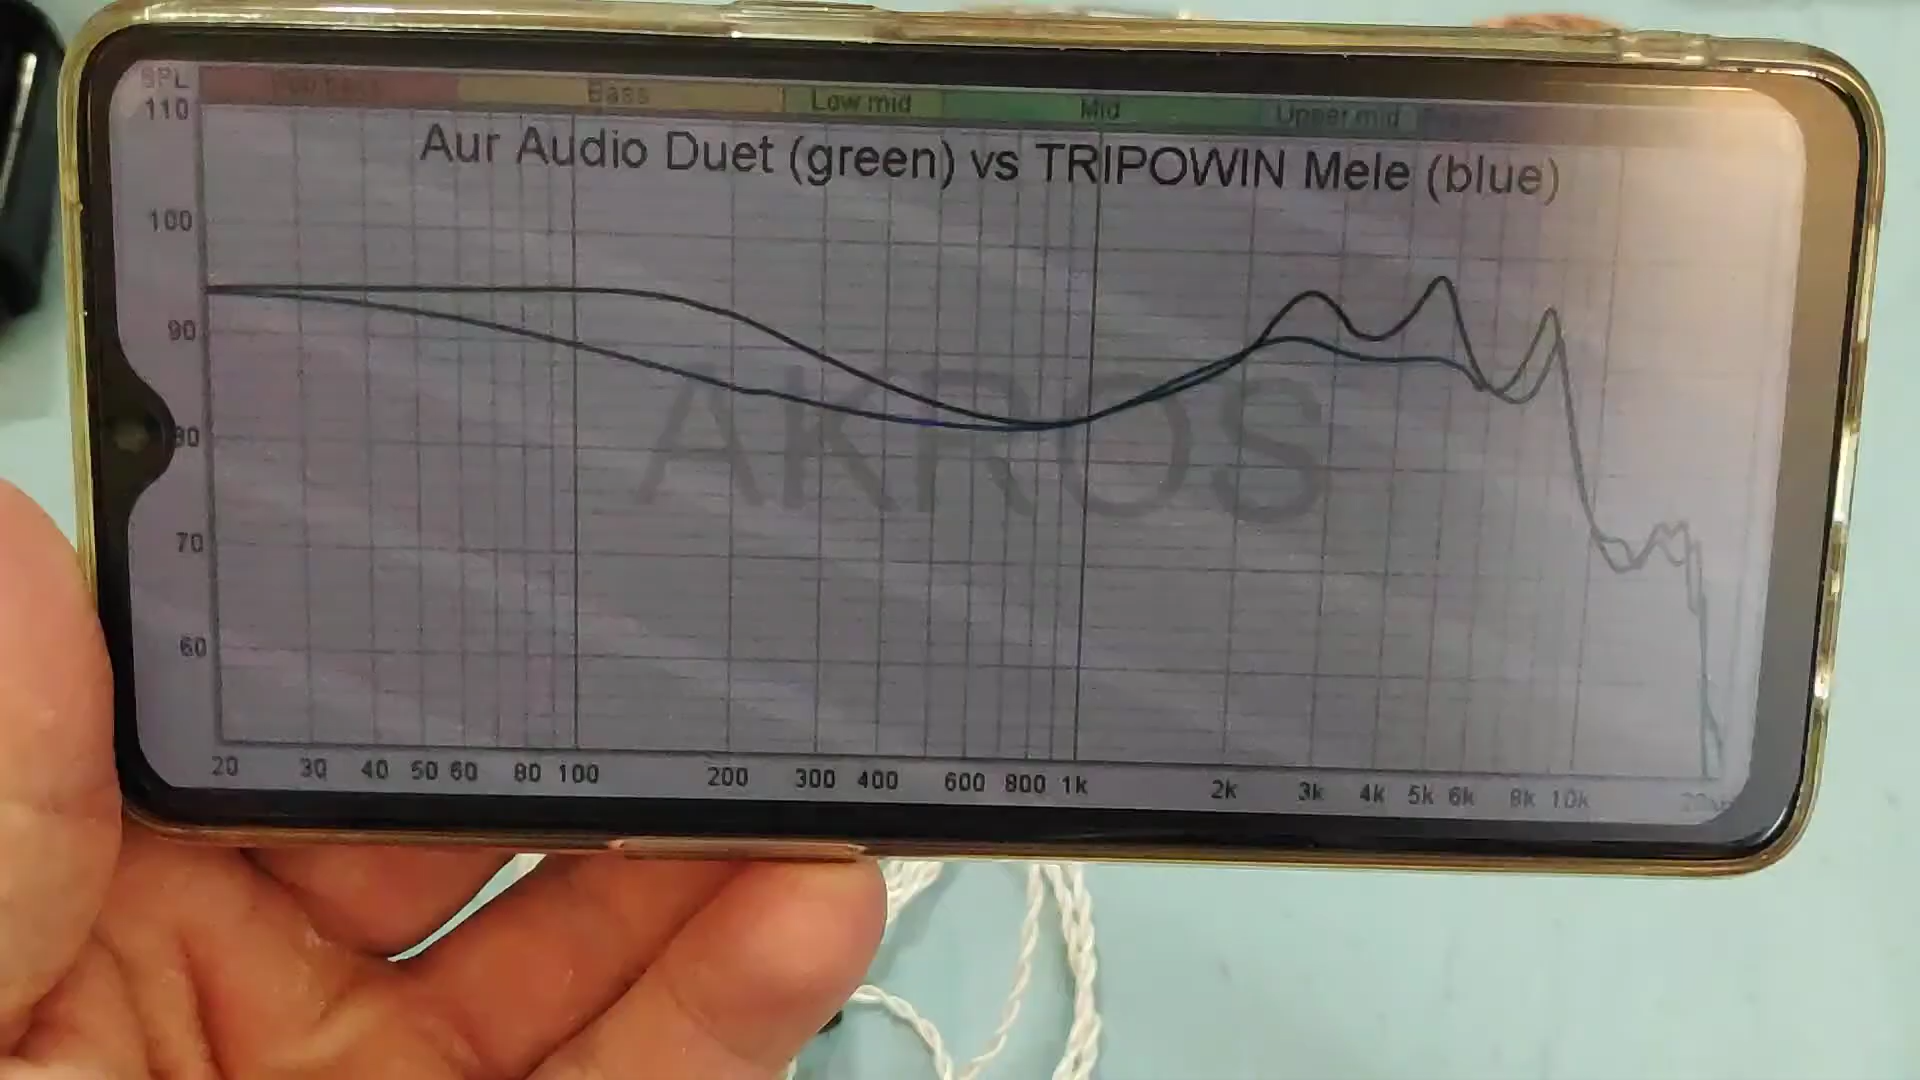 SPL
Bass
Low mid
Mid
Upper mid
110
Aur Audio Duet (green) vs TRIPOWIN Mele (blue)
100
90
AKROS
80
70
60
20 30 40 50 60 80 100 200 300 400 600 800 1k 2k 3k 4k 5k 6k 8k 10k